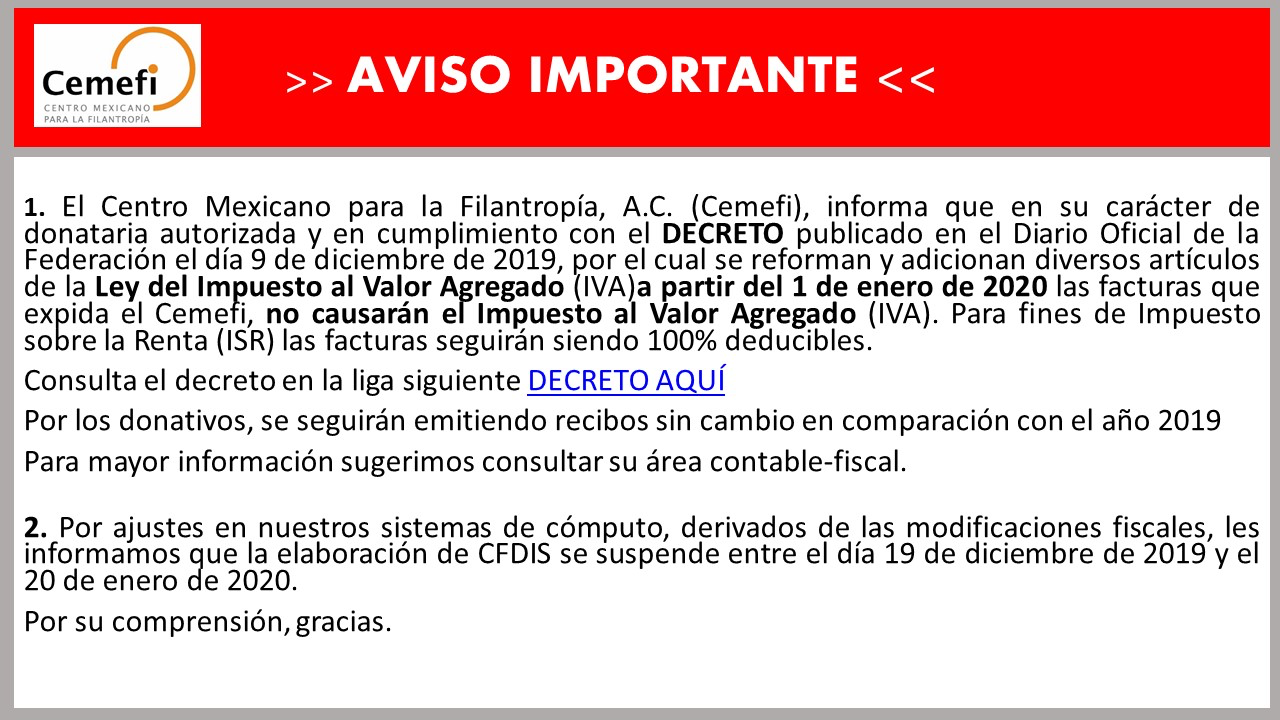 Cemefi
CENTRO MEXICANO
PARA LA FILANTROPÍA
>> AVISO IMPORTANTE <<
1. El Centro Mexicano para la Filantropía, A.C. (Cemefi), informa que en su carácter de
donataria autorizada y en cumplimiento con el DECRETO publicado en el Diario Oficial de la
Federación el día 9 de diciembre de 2019, por el cual se reforman y adicionan diversos artículos
de la Ley del Impuesto al Valor Agregado (IVA)a partir del 1 de enero de 2020 las facturas que
expida el Cemefi, no causarán el Impuesto al Valor Agregado (IVA). Para fines de Impuesto
sobre la Renta (ISR) las facturas seguirán siendo 100% deducibles.
Consulta el decreto en la liga siguiente DECRETO AQUÍ
Por los donativos, se seguirán emitiendo recibos sin cambio en comparación con el año 2019
Para mayor información sugerimos consultar su área contable-fiscal.
2. Por ajustes en nuestros sistemas de cómputo, derivados de las modificaciones fiscales, les
informamos que la elaboración de CFDIS se suspende entre el día 19 de diciembre de 2019 y el
20 de enero de 2020.
Por su comprensión, gracias.